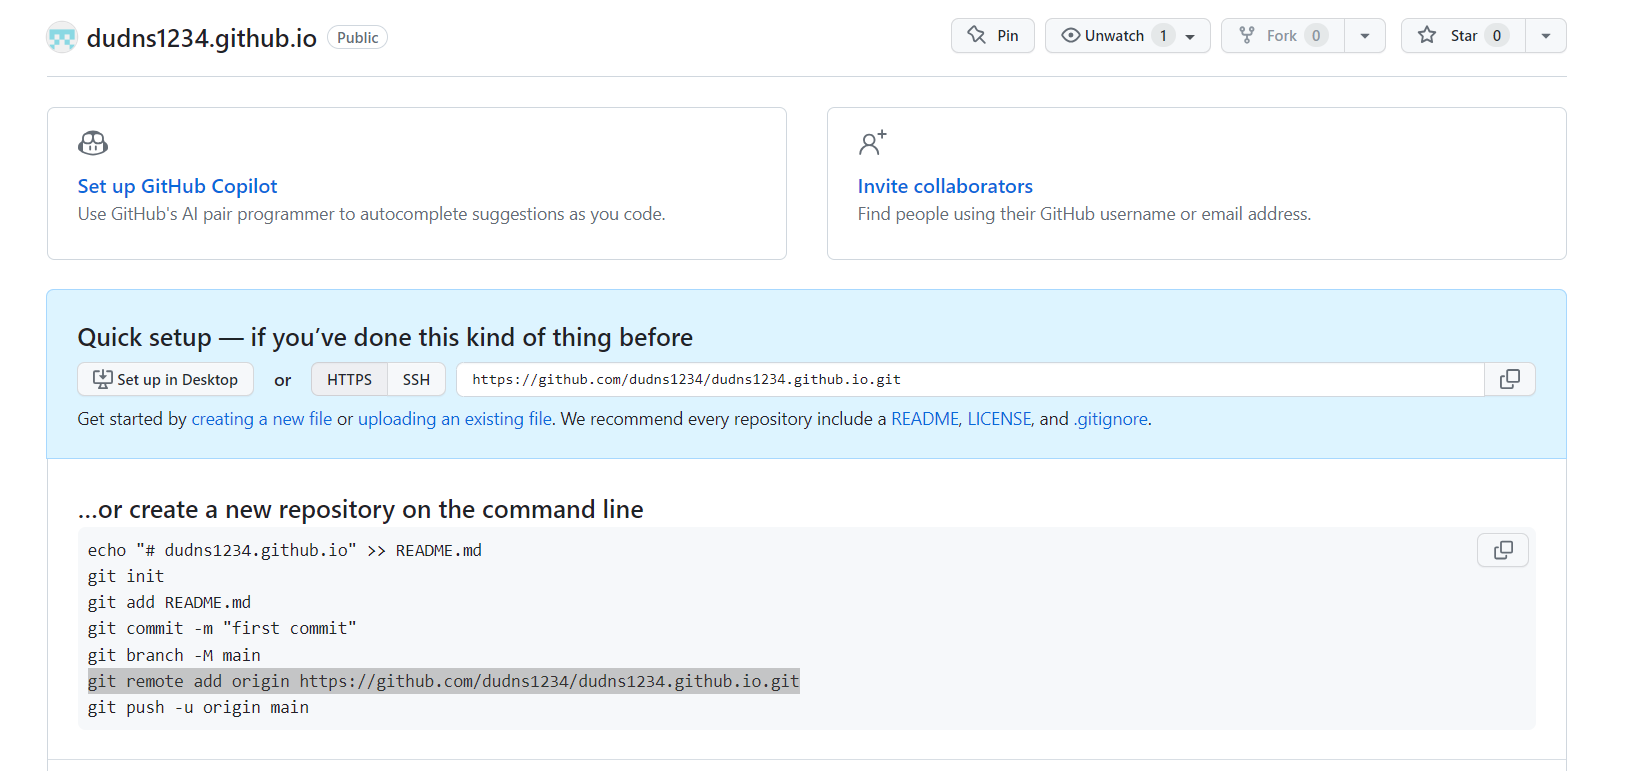 dudns1234.github.io Public Pin Unwatch 1 Fork 0 Star 0
Set up GitHub Copilot
Use GitHub's AI pair programmer to autocomplete suggestions as you code.
Invite collaborators
Find people using their GitHub username or email address.
Quick setup — if you’ve done this kind of thing before
Set up in Desktop or HTTPS SSH https://github.com/dudns1234/dudns1234.github.io.git
Get started by creating a new file or uploading an existing file. We recommend every repository include a README, LICENSE, and .gitignore.
…or create a new repository on the command line
echo "# dudns1234.github.io" >> README.md
git init
git add README.md
git commit -m "first commit"
git branch -M main
git remote add origin https://github.com/dudns1234/dudns1234.github.io.git
git push -u origin main